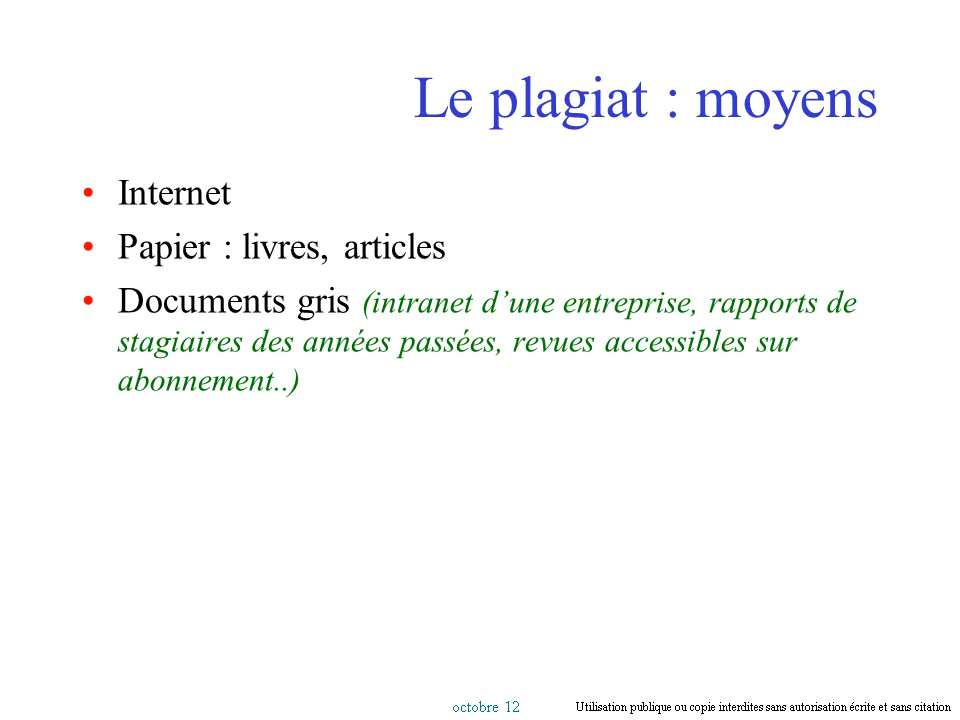 Le plagiat : moyens
• Internet
• Papier : livres, articles
• Documents gris (intranet d’une entreprise, rapports de
stagiaires des années passées, revues accessibles sur
abonnement..)
octobre 12
Utilisation publique ou copie interdites sans autorisation écrite et sans citation